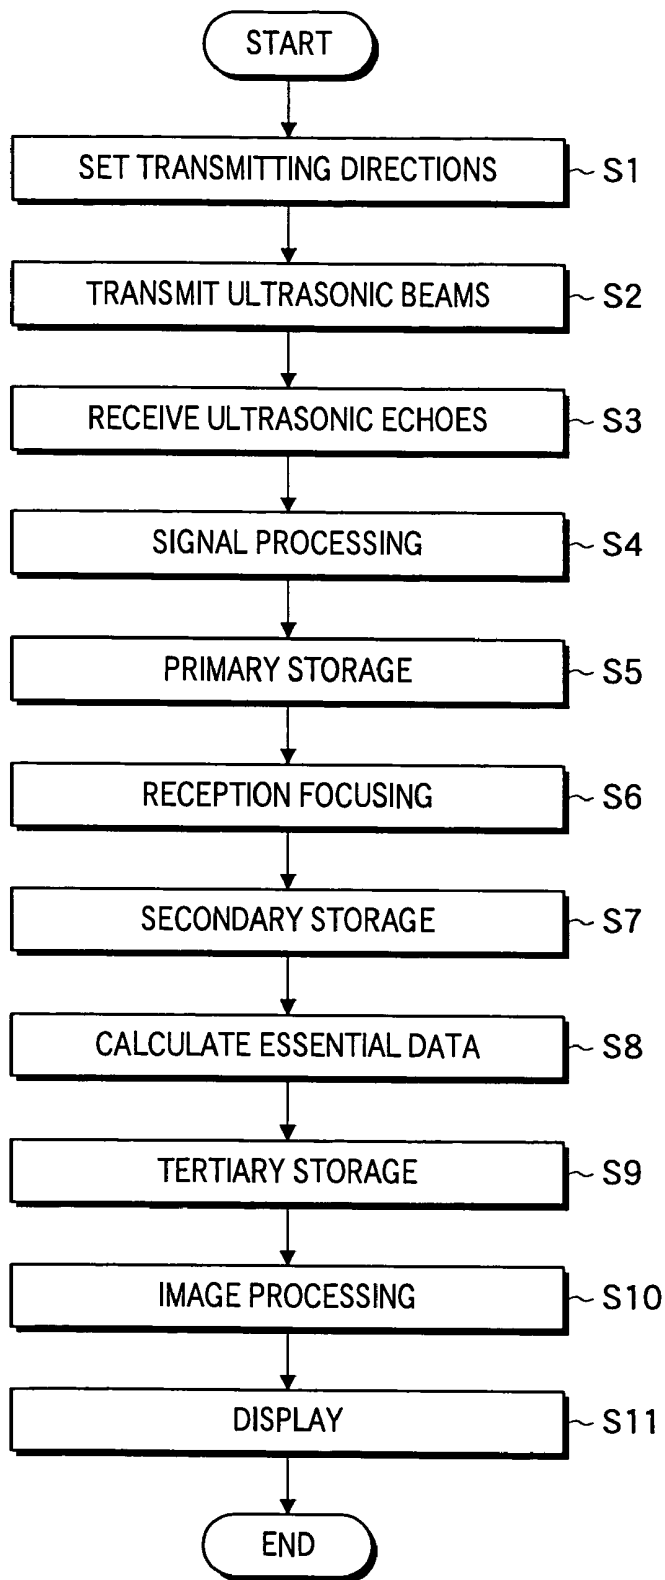 START
SET TRANSMITTING DIRECTIONS S1
TRANSMIT ULTRASONIC BEAMS S2
RECEIVE ULTRASONIC ECHOES S3
SIGNAL PROCESSING S4
PRIMARY STORAGE S5
RECEPTION FOCUSING S6
SECONDARY STORAGE S7
CALCULATE ESSENTIAL DATA S8
TERTIARY STORAGE S9
IMAGE PROCESSING S10
DISPLAY S11
END